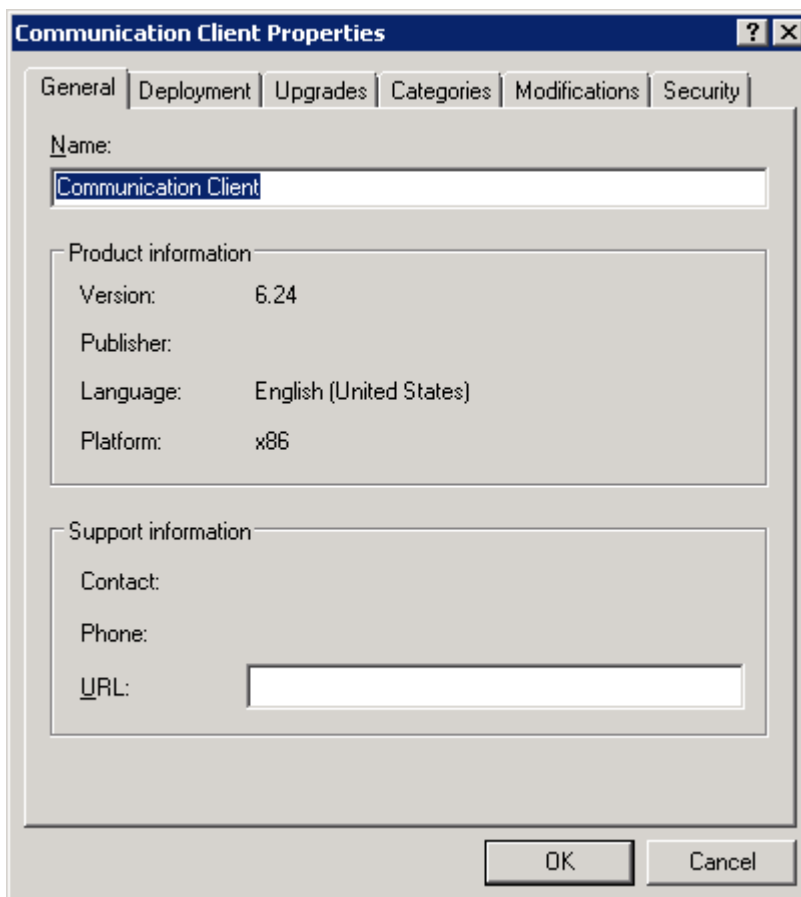 Communication Client Properties
General Deployment Upgrades Categories Modifications Security
Name:
Communication Client
Product information
Version: 6.24
Publisher:
Language: English (United States)
Platform: x86
Support information
Contact:
Phone:
URL:
OK Cancel